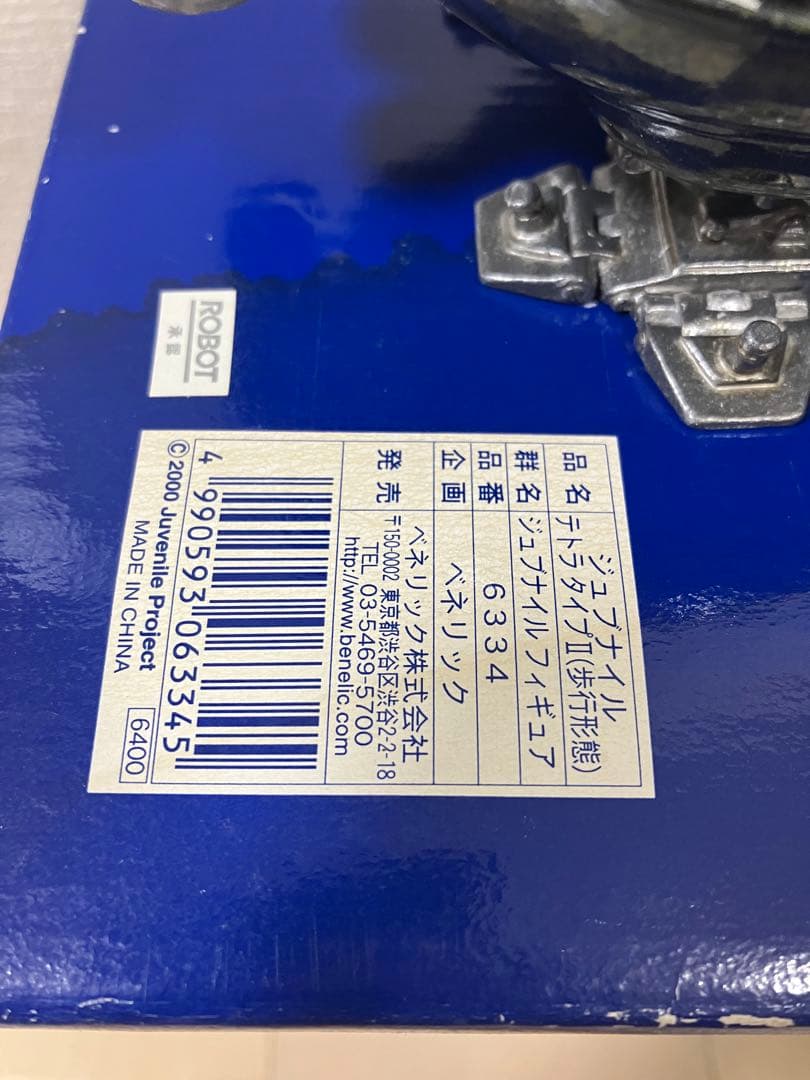 ROBOT
承認
品名 ジュブナイル
テトラ タイプⅡ(歩行形態)
群名 ジュブナイルフィギュア
品番 6334
企画 ベネリック
発売 ベネリック株式会社
〒150-0002 東京都渋谷区渋谷2-2-18
TEL 03-5469-5700
http://www.benelic.com
4 990593 063345
©2000 Juvenile Project
MADE IN CHINA
6400